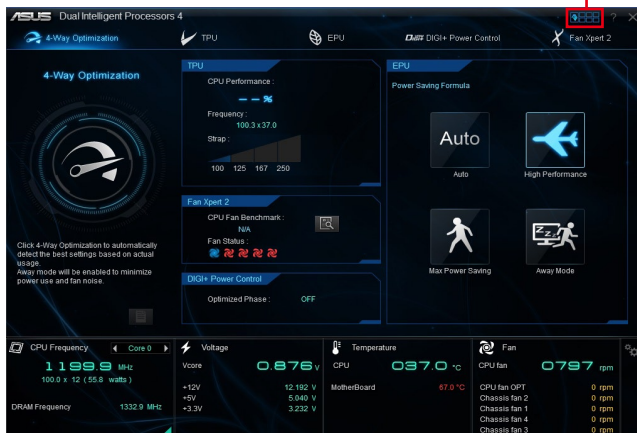 ASUS Dual Intelligent Processors 4
4-Way Optimization
TPU
EPU
DIGI+ Power Control
Fan Xpert 2
4-Way Optimization
Click 4-Way Optimization to automatically
detect the best settings based on actual
usage.
Away mode will be enabled to minimize
power use and fan noise.
TPU
CPU Performance :
– – %
Frequency :
100.3 x 37.0
Strap :
100 125 167 250
Fan Xpert 2
CPU Fan Benchmark :
N/A
Fan Status :
DIGI+ Power Control
Optimized Phase : OFF
EPU
Power Saving Formula
Auto
Auto
High Performance
Max Power Saving
Zz
Away Mode
CPU Frequency
Core 0
1199.9 MHz
100.0 x 12 (55.8 watts )
DRAM Frequency 1332.9 MHz
Voltage
Vcore 0.876 V
+12V 12.192 V
+5V 5.040 V
+3.3V 3.232 V
Temperature
CPU 037.0 °C
MotherBoard 67.0 °C
Fan
CPU fan 0797 rpm
CPU fan OPT 0 rpm
Chassis fan 2 0 rpm
Chassis fan 1 0 rpm
Chassis fan 4 0 rpm
Chassis fan 3 0 rpm